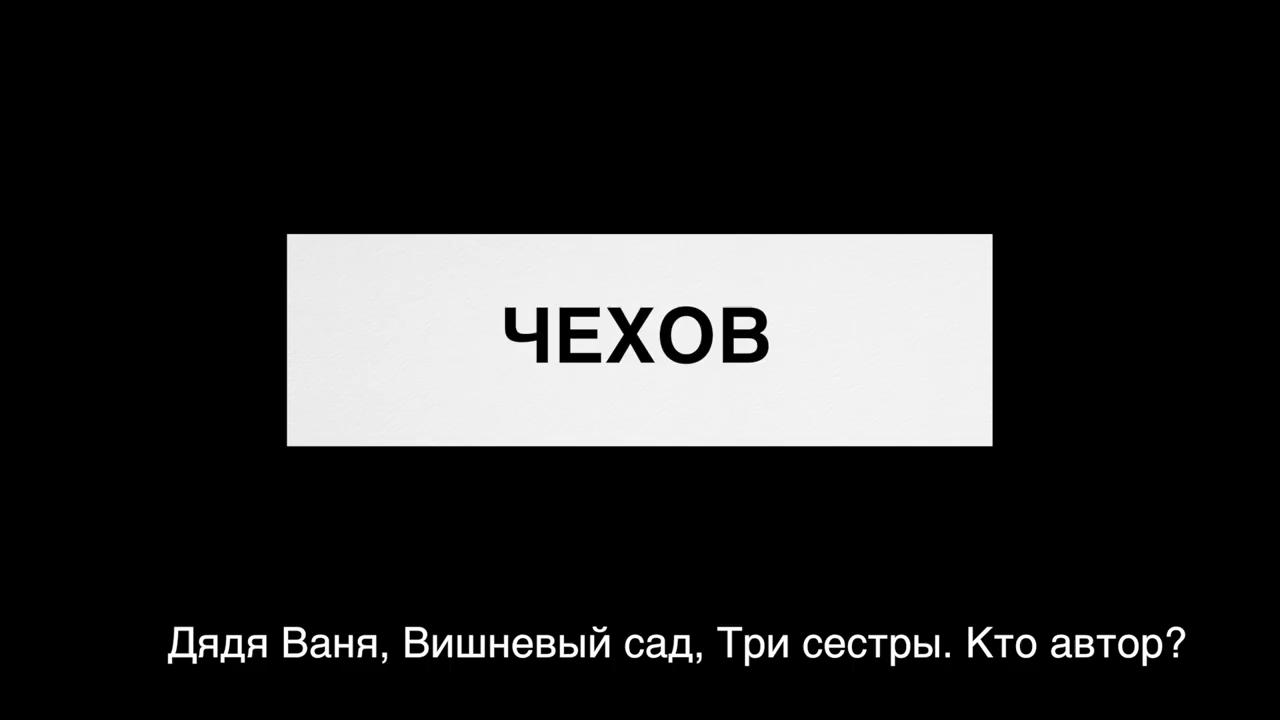 ЧЕХОВ
Дядя Ваня, Вишневый сад, Три сестры. Кто автор?